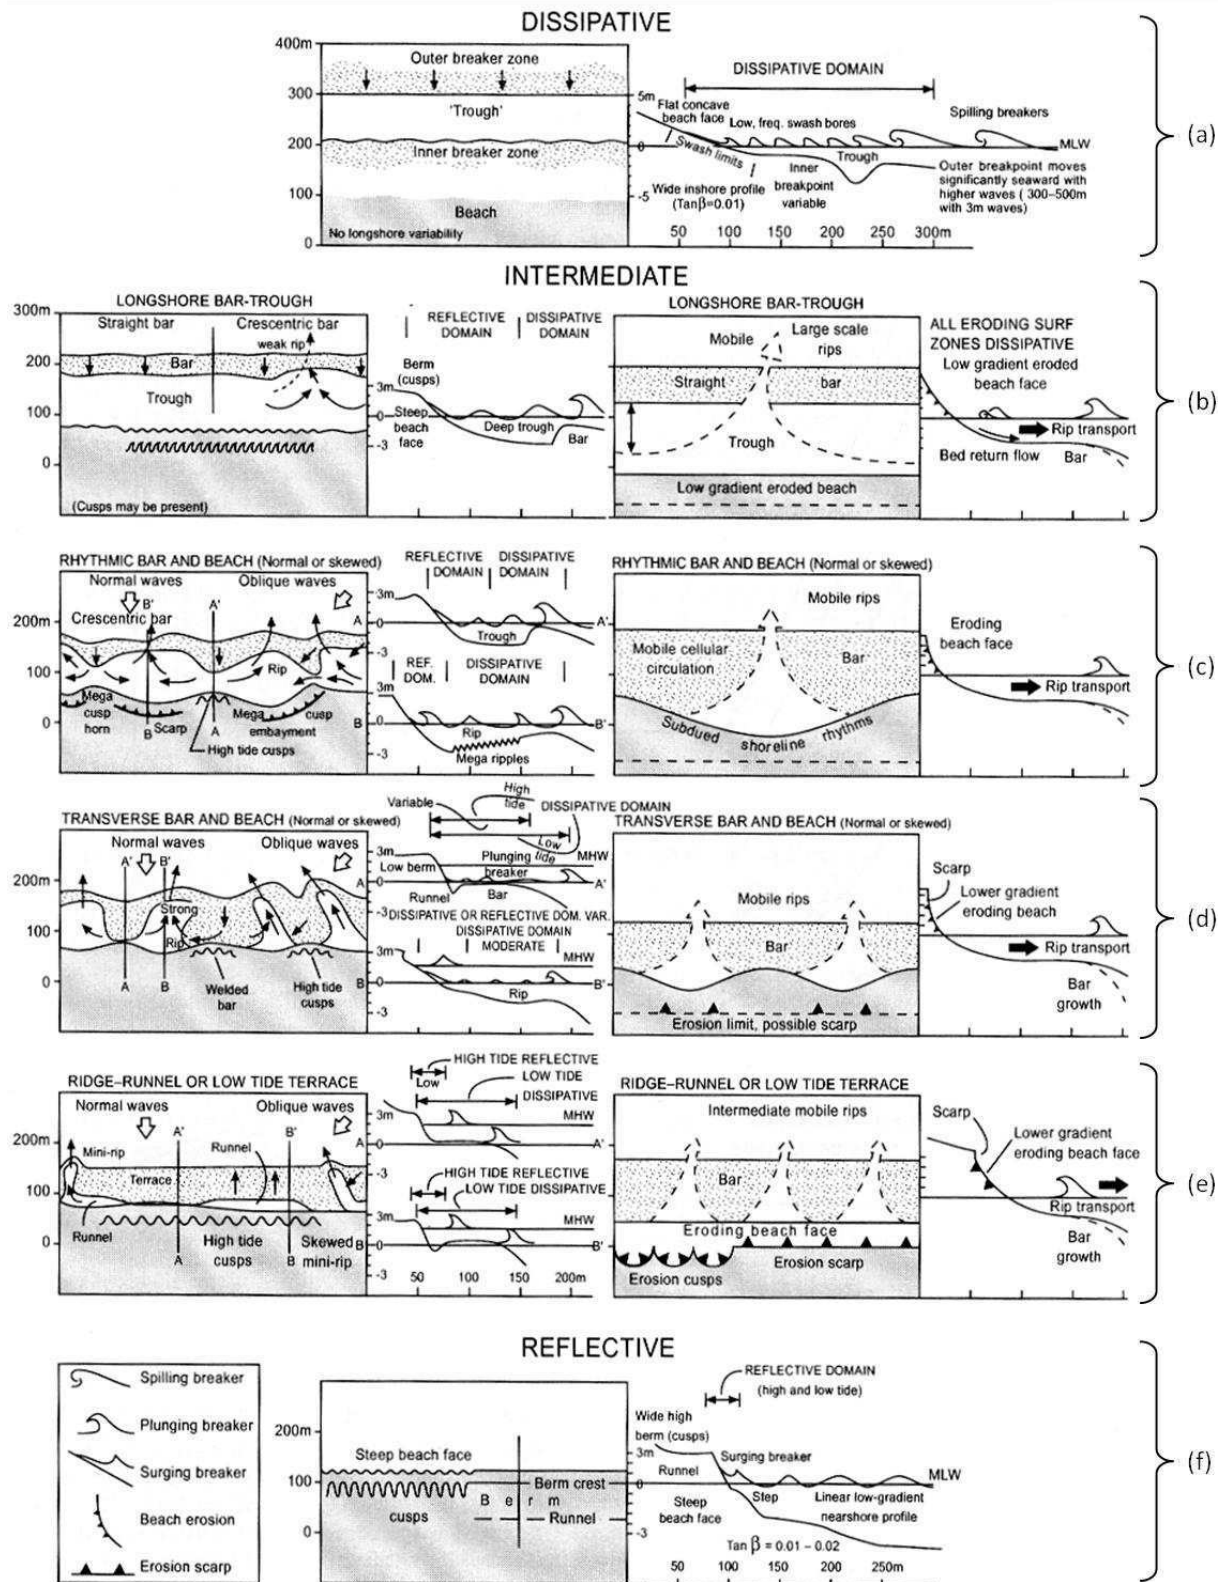 DISSIPATIVE
400m
300
200
100
0
Outer breaker zone
'Trough'
Inner breaker zone
Beach
No longshore variability
DISSIPATIVE DOMAIN
5m
0
-5
Flat concave
beach face
Low, freq. swash bores
Spilling breakers
MLW
Swash limits
Trough
Wide inshore profile
(Tanβ=0.01)
Inner
breakpoint
variable
Outer breakpoint moves
significantly seaward with
higher waves ( 300–500m
with 3m waves)
50 100 150 200 250 300m
(a)
INTERMEDIATE
LONGSHORE BAR-TROUGH
300m
200
100
0
Straight bar
Crescentric bar
weak rip
Bar
Trough
(Cusps may be present)
REFLECTIVE
DOMAIN
DISSIPATIVE
DOMAIN
Berm
(cusps)
3m
0
-3
Steep
beach
face
Deep trough
Bar
LONGSHORE BAR-TROUGH
Mobile
Large scale
rips
Straight
bar
Trough
Low gradient eroded beach
ALL ERODING SURF
ZONES DISSIPATIVE
Low gradient eroded
beach face
Rip transport
Bed return flow
Bar
(b)
RHYTHMIC BAR AND BEACH (Normal or skewed)
Normal waves
Oblique waves
200m
100
0
B'
A'
Crescentric bar
Rip
Mega
cusp
horn
Scarp
B
A
Mega
embayment
cusp
High tide cusps
REFLECTIVE
DOMAIN
DISSIPATIVE
DOMAIN
3m
A
0
-3
A'
Trough
REF.
DOM.
DISSIPATIVE
DOMAIN
3m
B
0
-3
B'
Rip
Mega ripples
RHYTHMIC BAR AND BEACH (Normal or skewed)
Mobile rips
Mobile cellular
circulation
Bar
Subdued shoreline rhythms
Eroding
beach face
Rip transport
(c)
TRANSVERSE BAR AND BEACH (Normal or skewed)
Normal waves
Oblique waves
200m
100
0
A'
B'
Strong
Rip
A
B
Welded
bar
High tide
cusps
Variable
High
tide
DISSIPATIVE DOMAIN
Low
tide
3m
A
0
-3
Low berm
Plunging
breaker
MHW
A'
Runnel
Bar
DISSIPATIVE OR REFLECTIVE DOM. VAR.
DISSIPATIVE DOMAIN
MODERATE
3m
B
0
-3
MHW
B'
Rip
TRANSVERSE BAR AND BEACH (Normal or skewed)
Mobile rips
Bar
Erosion limit, possible scarp
Scarp
Lower gradient
eroding beach
Rip transport
Bar
growth
(d)
RIDGE–RUNNEL OR LOW TIDE TERRACE
Normal waves
Oblique waves
200m
100
0
Mini-rip
A'
Runnel
B'
Terrace
Runnel
A
High tide
cusps
B
Skewed
mini-rip
HIGH TIDE REFLECTIVE
Low
LOW TIDE
DISSIPATIVE
3m
A
0
-3
MHW
A'
HIGH TIDE REFLECTIVE
LOW TIDE DISSIPATIVE
3m
B
0
-3
MHW
B'
50 100 150 200m
RIDGE–RUNNEL OR LOW TIDE TERRACE
Intermediate mobile rips
Bar
Eroding beach face
Erosion cusps
Erosion scarp
Scarp
Lower gradient
eroding beach face
Rip transport
Bar
growth
(e)
REFLECTIVE
Spilling breaker
Plunging breaker
Surging breaker
Beach erosion
Erosion scarp
200m
100
0
Steep beach face
cusps
Berm crest
Berm
Runnel
REFLECTIVE DOMAIN
(high and low tide)
Wide high
berm (cusps)
3m
0
-3
Runnel
Surging breaker
MLW
Steep
beach face
Step
Linear low-gradient
nearshore profile
Tan β = 0.01 – 0.02
50 100 150 200 250m
(f)